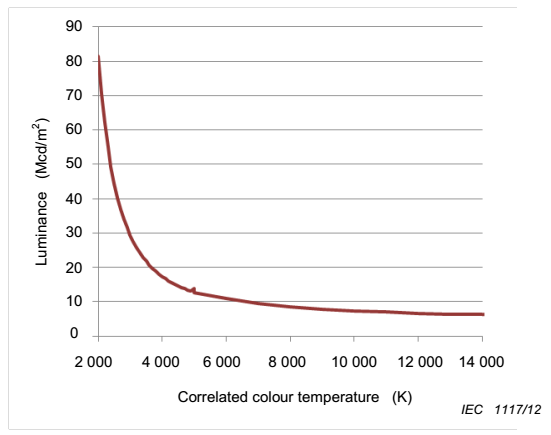 90
80
70
60
50
40
30
20
10
0
Luminance (Mcd/m²)
2 000 4 000 6 000 8 000 10 000 12 000 14 000
Correlated colour temperature (K)
IEC 1117/12